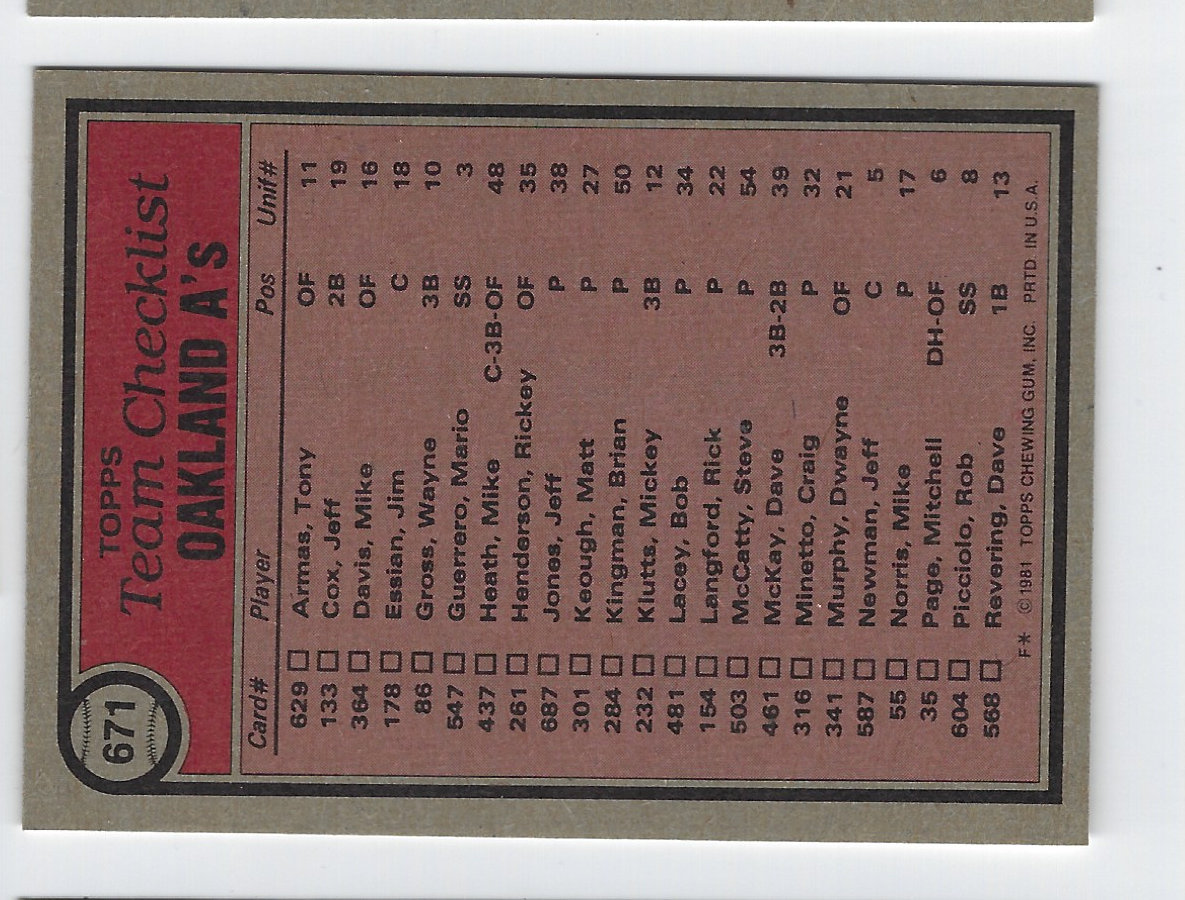 671
TOPPS
Team Checklist
OAKLAND A's
Card# Player Pos Unif#
629 Armas, Tony OF 11
133 Cox, Jeff 2B 19
364 Davis, Mike OF 16
178 Essian, Jim C 18
86 Gross, Wayne 3B 10
547 Guerrero, Mario SS 3
437 Heath, Mike C-3B-OF 48
261 Henderson, Rickey OF 35
687 Jones, Jeff P 38
301 Keough, Matt P 27
284 Kingman, Brian P 50
232 Klutts, Mickey 3B 12
481 Lacey, Bob P 34
154 Langford, Rick P 22
503 McCatty, Steve P 54
461 McKay, Dave 3B-2B 39
316 Minetto, Craig P 32
341 Murphy, Dwayne OF 21
587 Newman, Jeff C 5
55 Norris, Mike P 17
35 Page, Mitchell DH-OF 6
604 Picciolo, Rob SS 8
568 Revering, Dave 1B 13
F* ©1981 TOPPS CHEWING GUM, INC. PRTD. IN U.S.A.